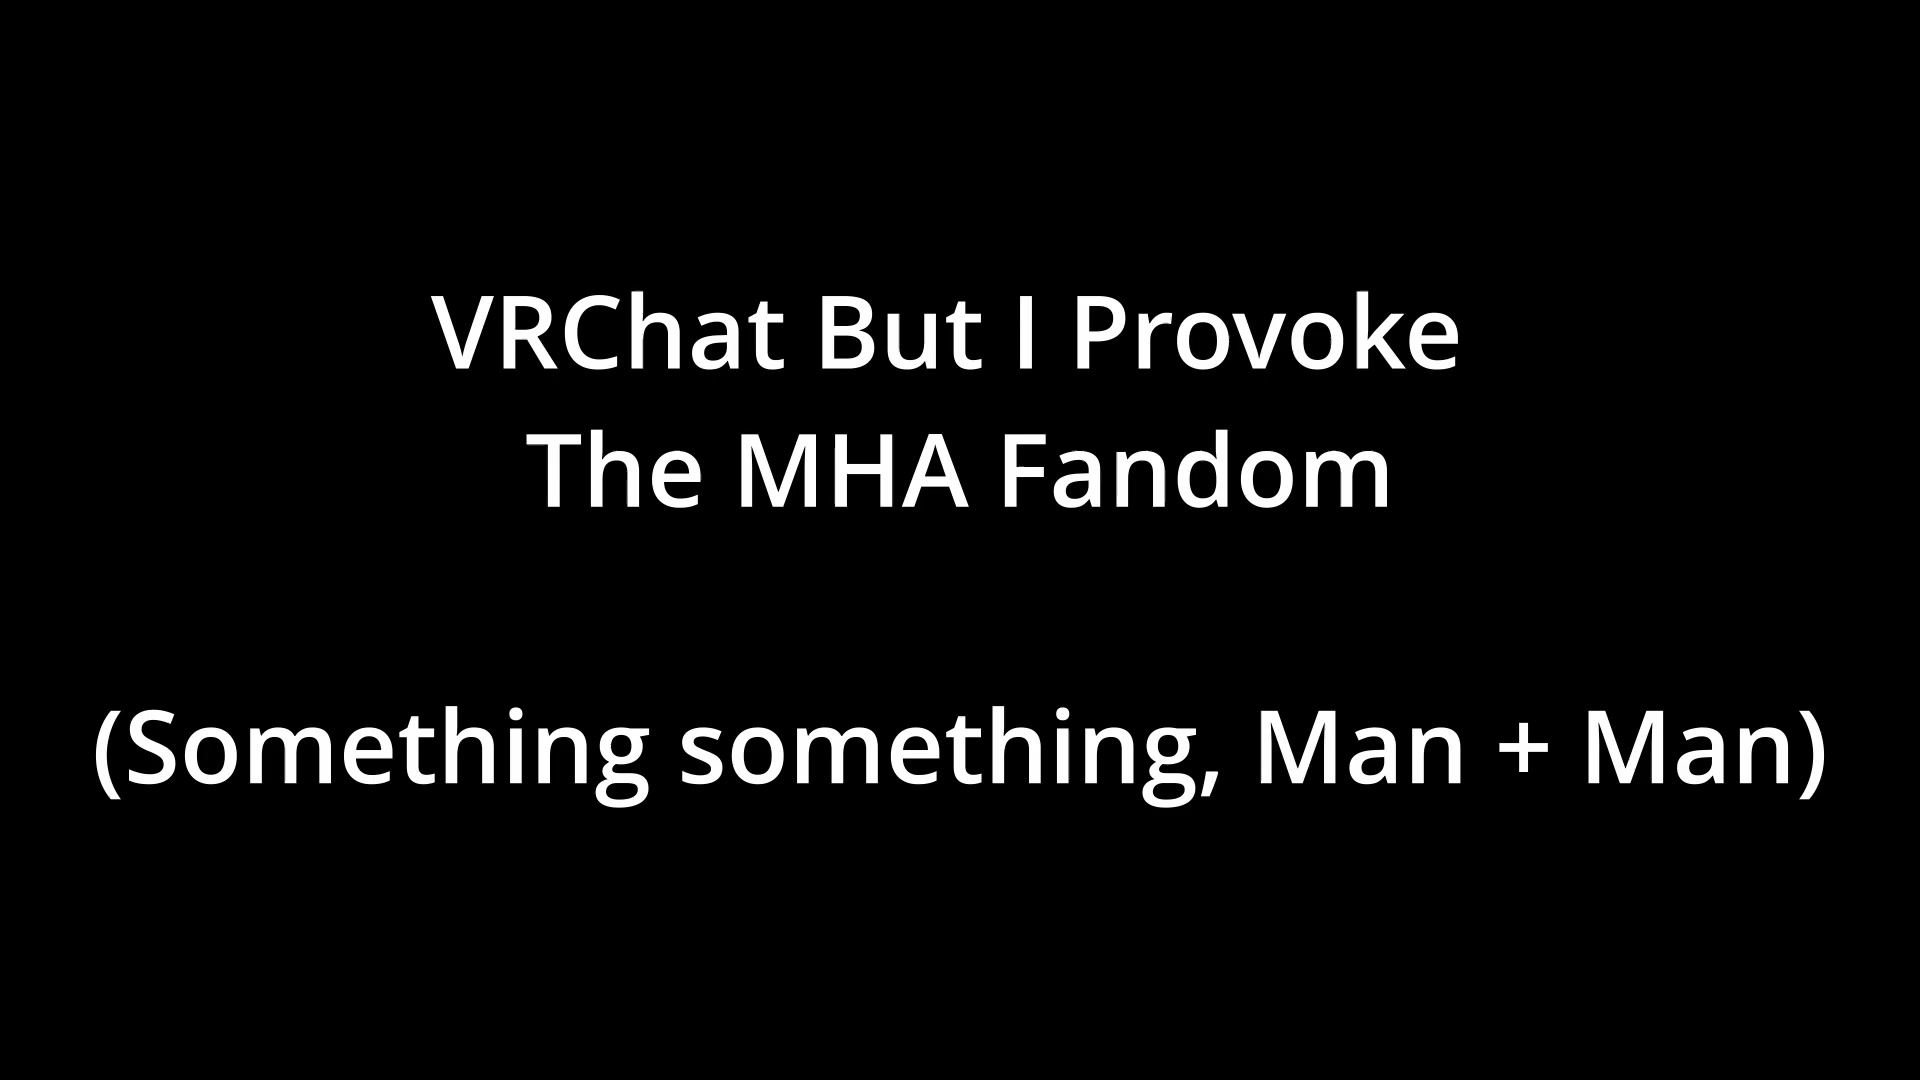 VRChat But I Provoke
The MHA Fandom
(Something something, Man + Man)